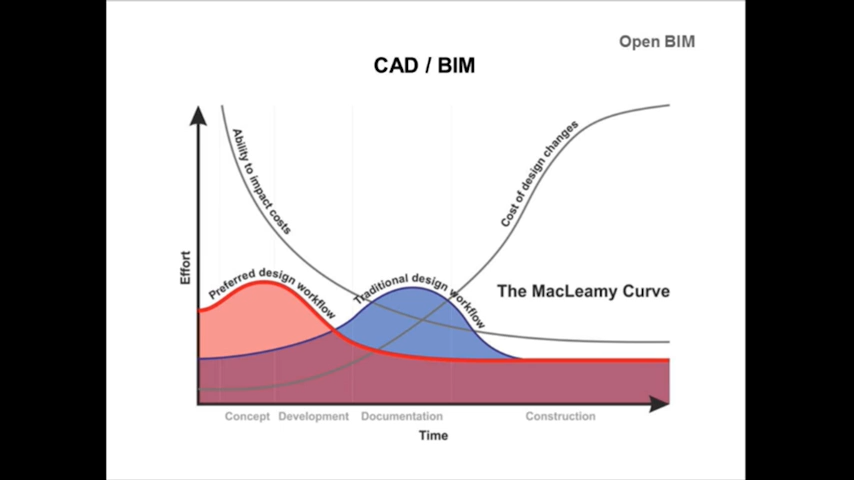 Open BIM
CAD / BIM
Ability to impact costs
Cost of design changes
Effort
Preferred design workflow
Traditional design workflow
The MacLeamy Curve
Concept
Development
Documentation
Construction
Time